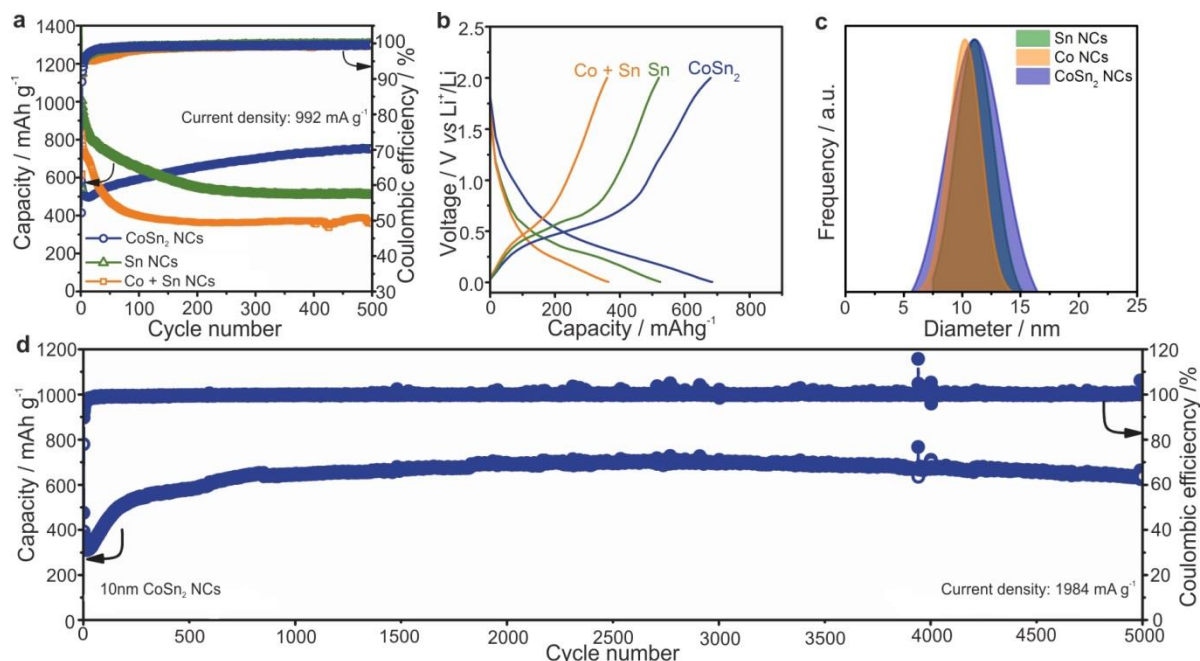 a
1400
1200
1000
800
600
400
200
0
0 100 200 300 400 500
Cycle number
Capacity / mAh g-1
100
90
80
70
60
50
40
30
Coulombic efficiency / %
Current density: 992 mA g-1
CoSn2 NCs
Sn NCs
Co + Sn NCs
b
2.5
2.0
1.5
1.0
0.5
0.0
0 200 400 600 800
Capacity / mAhg-1
Voltage / V vs Li+/Li
Co + Sn Sn CoSn2
c
Sn NCs
Co NCs
CoSn2 NCs
Frequency / a.u.
0 5 10 15 20 25
Diameter / nm
d
1200
1000
800
600
400
200
0
Capacity / mAh g-1
120
100
80
60
40
20
0
Coulombic efficiecncy /%
10nm CoSn2 NCs
Current density: 1984 mA g-1
0 500 1000 1500 2000 2500 3000 3500 4000 4500 5000
Cycle number